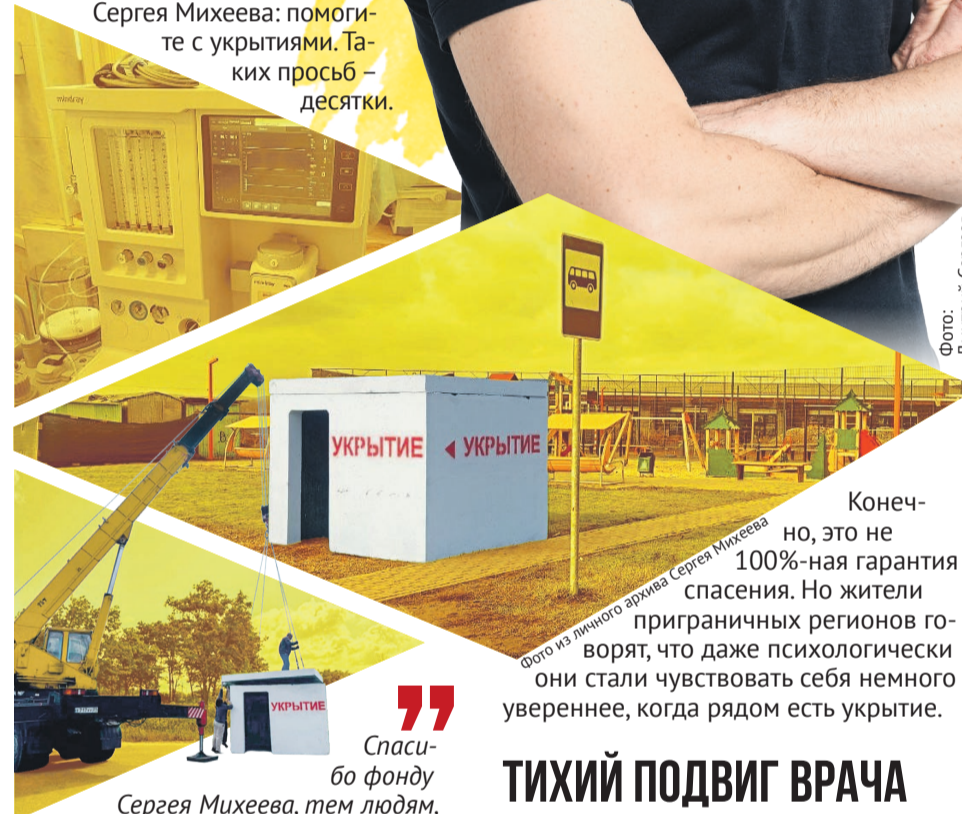 Сергея Михеева: помоги-
те с укрытиями. Та-
ких просьб –
десятки.
УКРЫТИЕ
УКРЫТИЕ
Фото:
Фото из личного архива Сергея Михеева
Конеч-
но, это не
100%-ная гарантия
спасения. Но жители
приграничных регионов го-
ворят, что даже психологически
они стали чувствовать себя немного
увереннее, когда рядом есть укрытие.
УКРЫТИЕ
”
Спаси-
бо фонду
Сергея Михеева, тем людям,
ТИХИЙ ПОДВИГ ВРАЧА